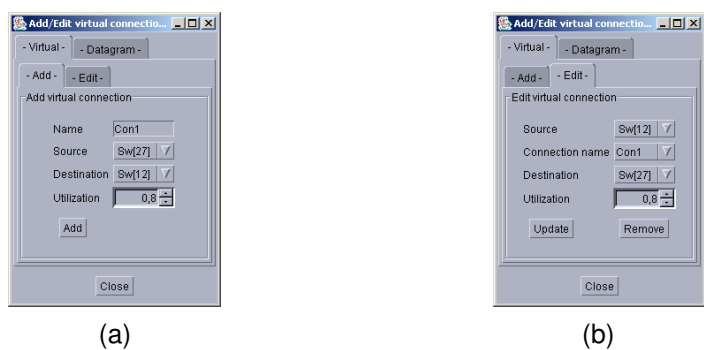 Add/Edit virtual connectio...
- Virtual - - Datagram -
- Add - - Edit -
Add virtual connection
Name Con1
Source Sw[27]
Destination Sw[12]
Utilization 0,8
Add
Close
(a)
Add/Edit virtual connectio...
- Virtual - - Datagram -
- Add - - Edit -
Edit virtual connection
Source Sw[12]
Connection name Con1
Destination Sw[27]
Utilization 0,8
Update Remove
Close
(b)